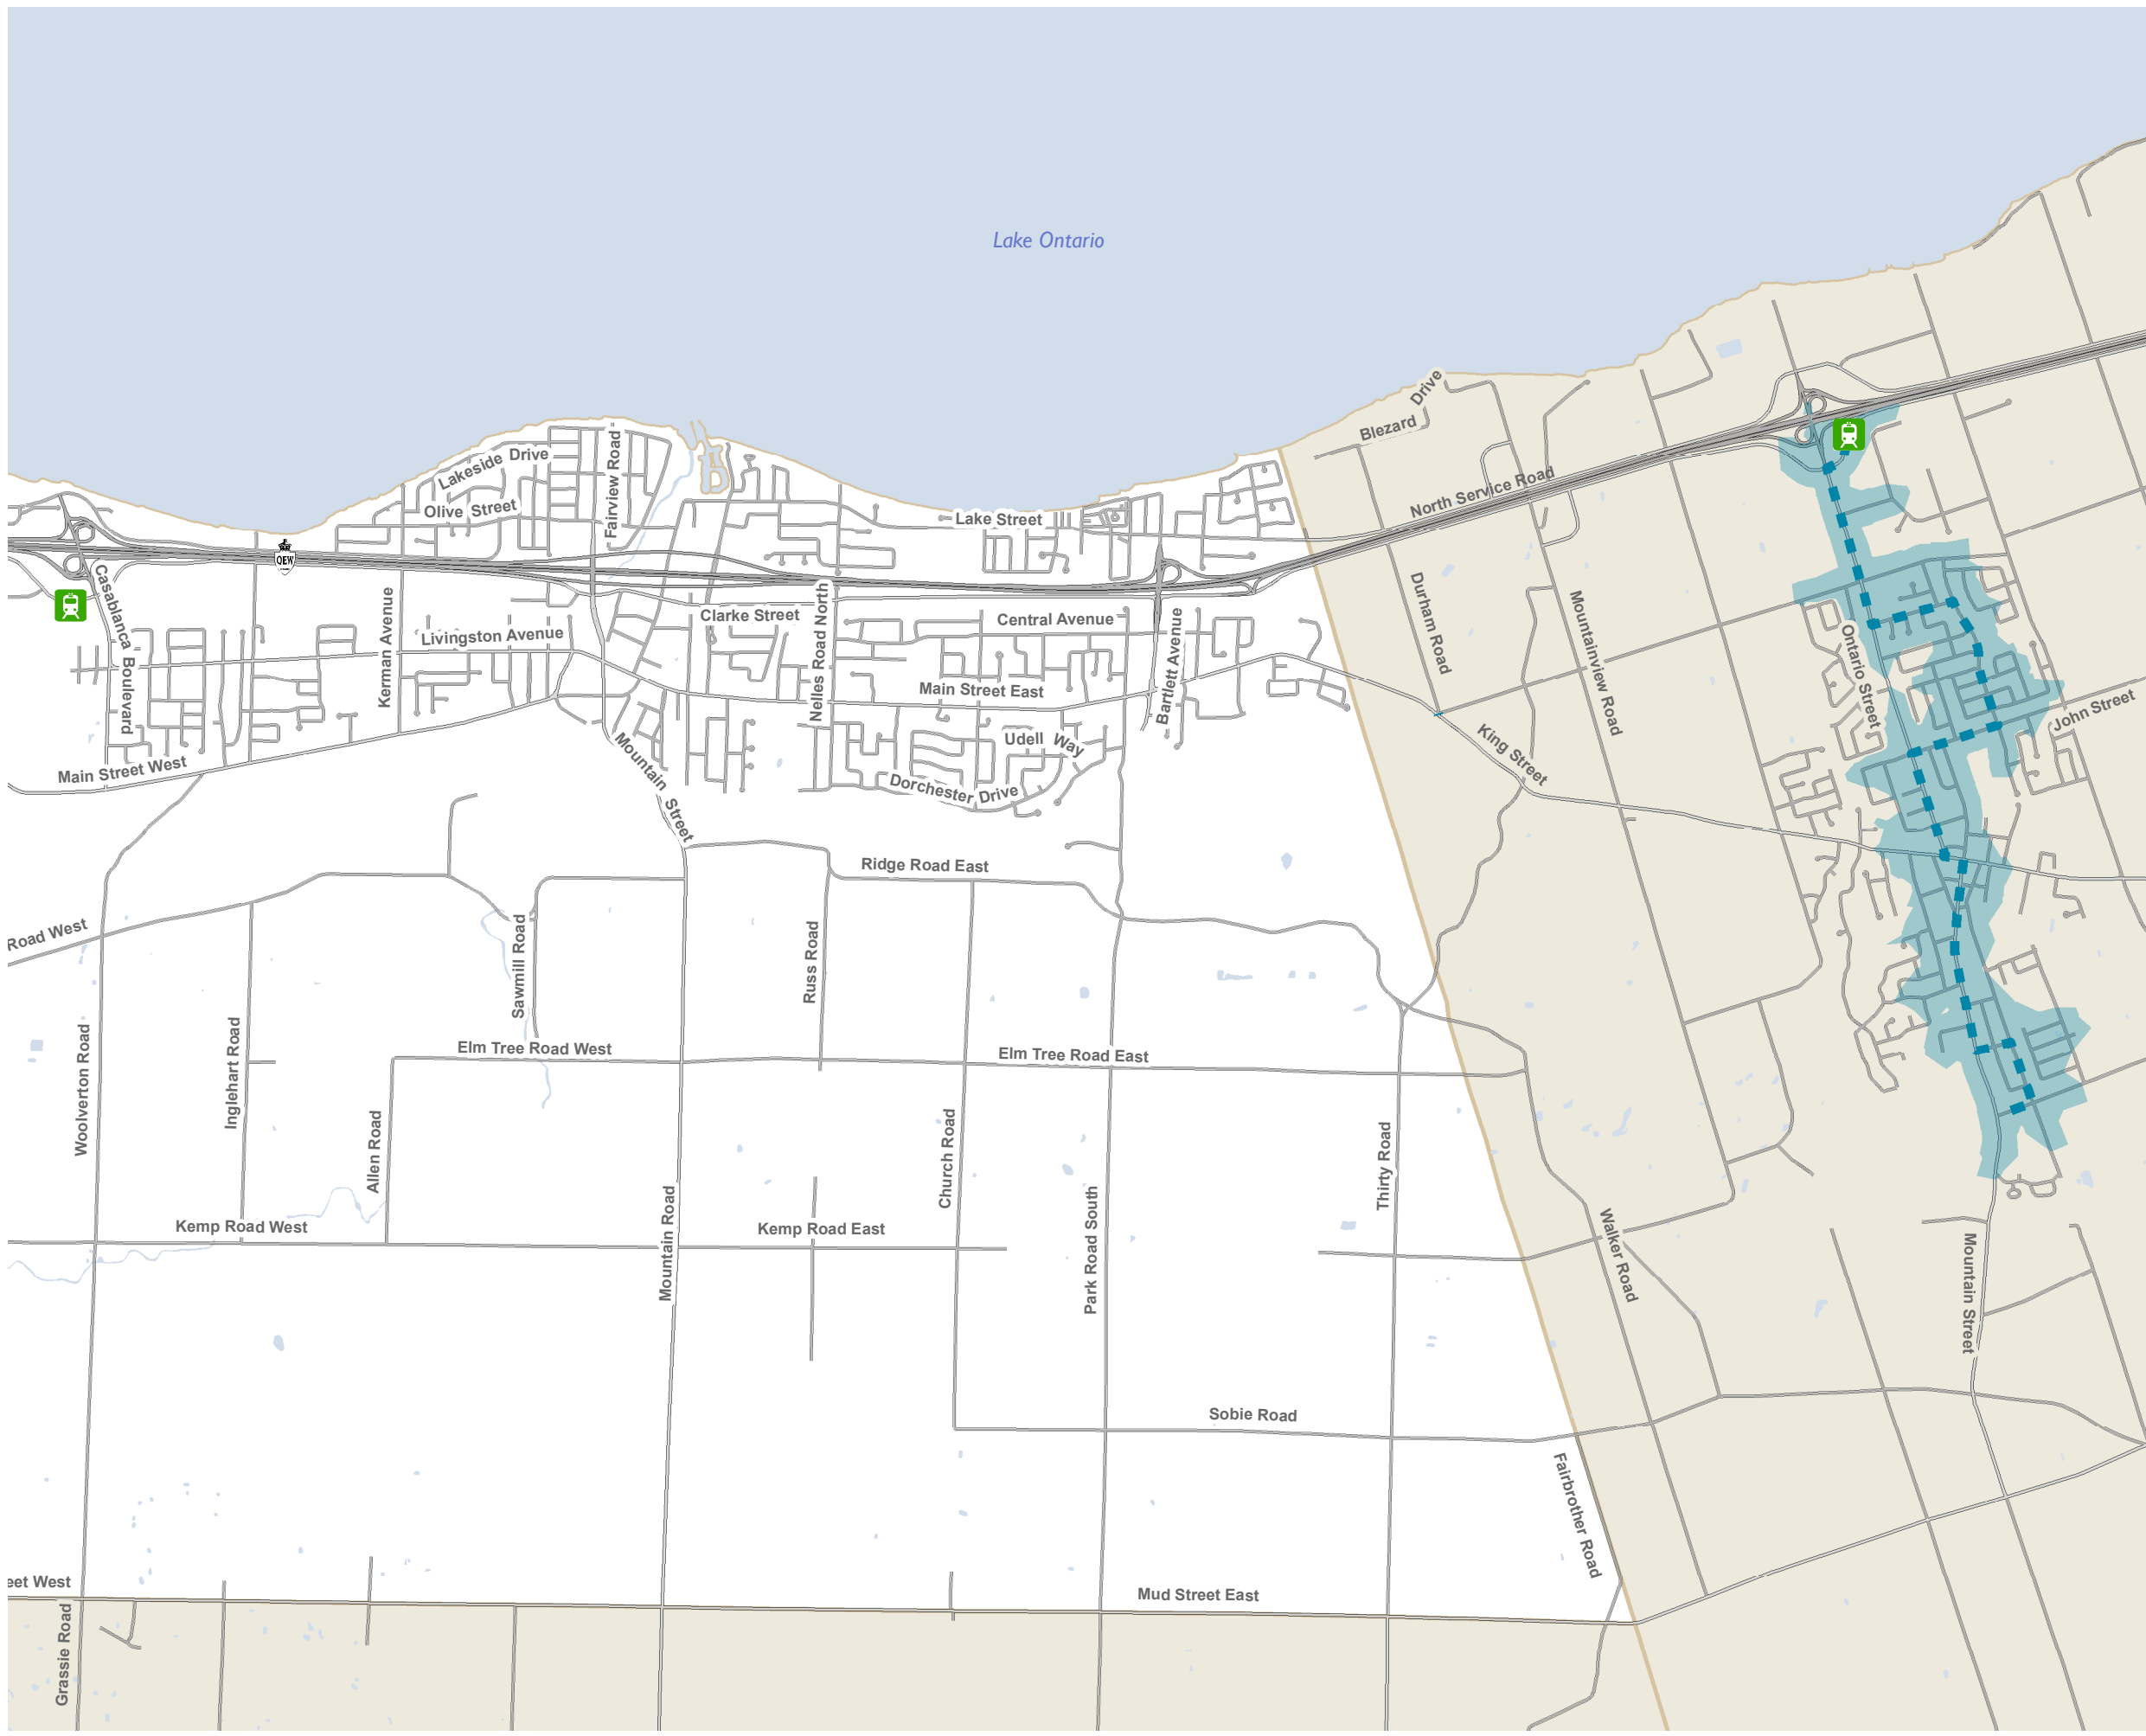 Lake Ontario
Blezard Drive
Lakeside Drive
Fairview Road
Olive Street
Lake Street
North Service Road
QEW
Casablanca Boulevard
Kerman Avenue
Livingston Avenue
Clarke Street
Nelles Road North
Central Avenue
Bartlett Avenue
Durham Road
Mountainview Road
Ontario Street
John Street
Main Street East
Main Street West
Mountain Street
Udell Way
Dorchester Drive
King Street
Ridge Road East
Road West
Sawmill Road
Russ Road
Woolverton Road
Inglehart Road
Elm Tree Road West
Elm Tree Road East
Allen Road
Church Road
Thirty Road
Kemp Road West
Mountain Road
Kemp Road East
Park Road South
Walker Road
Mountain Street
Sobie Road
Fairbrother Road
eet West
Mud Street East
Grassie Road